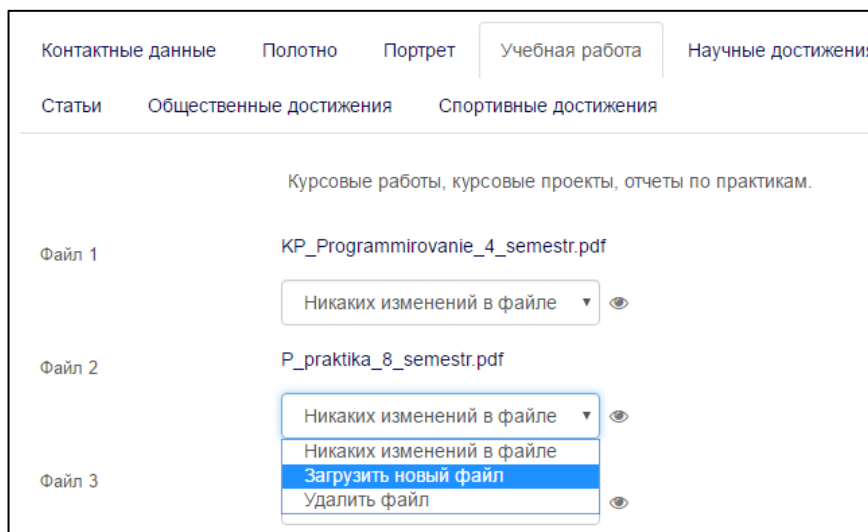 Контактные данные Полотно Портрет Учебная работа Научные достижения
Статьи Общественные достижения Спортивные достижения
Курсовые работы, курсовые проекты, отчеты по практикам.
Файл 1 KP_Programmirovanie_4_semestr.pdf
Никаких изменений в файле
Файл 2 P_praktika_8_semestr.pdf
Никаких изменений в файле
Никаких изменений в файле
Файл 3 Загрузить новый файл
Удалить файл